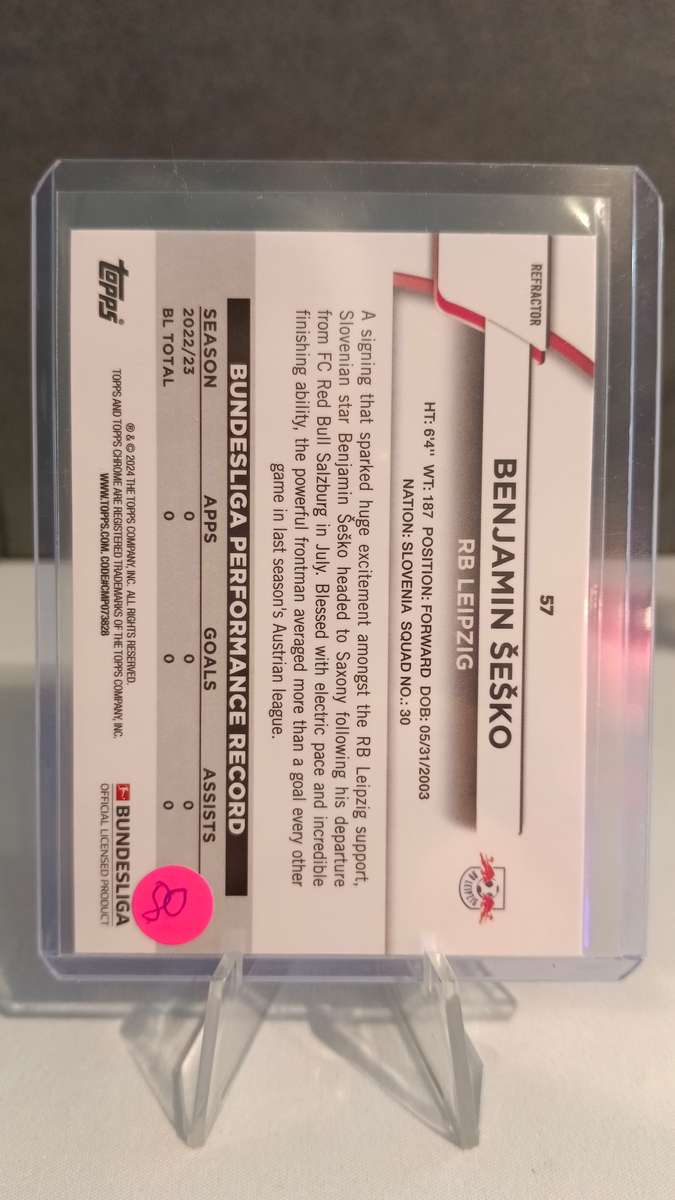 57
REFRACTOR
BENJAMIN ŠEŠKO
RB LEIPZIG
HT: 6'4" WT: 187 POSITION: FORWARD DOB: 05/31/2003
NATION: SLOVENIA SQUAD NO.: 30
A signing that sparked huge excitement amongst the RB Leipzig support,
Slovenian star Benjamin Šeško headed to Saxony following his departure
from FC Red Bull Salzburg in July. Blessed with electric pace and incredible
finishing ability, the powerful frontman averaged more than a goal every other
game in last season's Austrian league.
BUNDESLIGA PERFORMANCE RECORD
SEASON APPS GOALS ASSISTS
2022/23 0 0 0
BL TOTAL 0 0 0
topps
® & © 2024 THE TOPPS COMPANY, INC. ALL RIGHTS RESERVED.
TOPPS AND TOPPS CHROME ARE REGISTERED TRADEMARKS OF THE TOPPS COMPANY, INC.
WWW.TOPPS.COM. CODE#CMP073828
BUNDESLIGA
OFFICIAL LICENSED PRODUCT